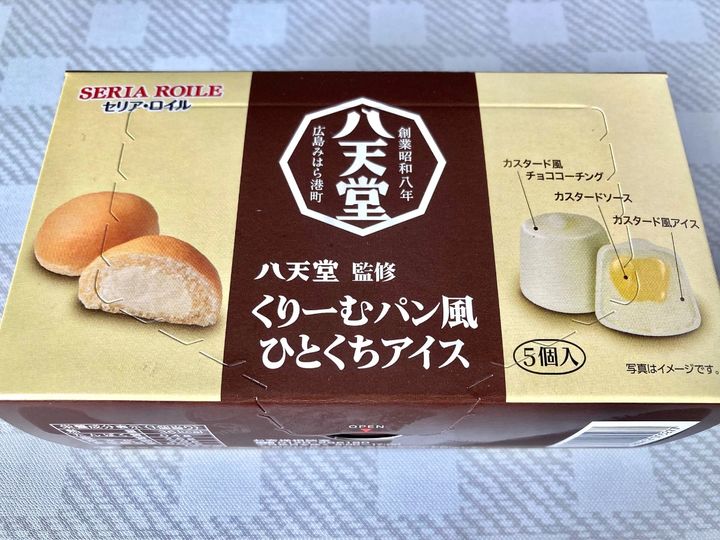 SERIA ROILE
セリア・ロイル
創業昭和八年
八天堂
広島みはら港町
八天堂 監修
くりーむパン風
ひとくちアイス
カスタード風
チョココーチング
カスタードソース
カスタード風アイス
5個入
写真はイメージです。
OPEN